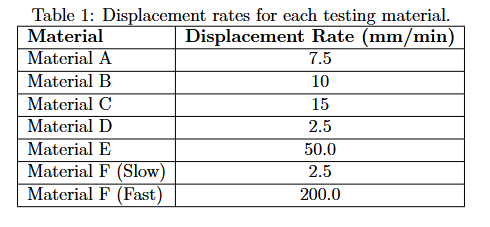 Table 1: Displacement rates for each testing material.
Material Displacement Rate (mm/min)
Material A 7.5
Material B 10
Material C 15
Material D 2.5
Material E 50.0
Material F (Slow) 2.5
Material F (Fast) 200.0